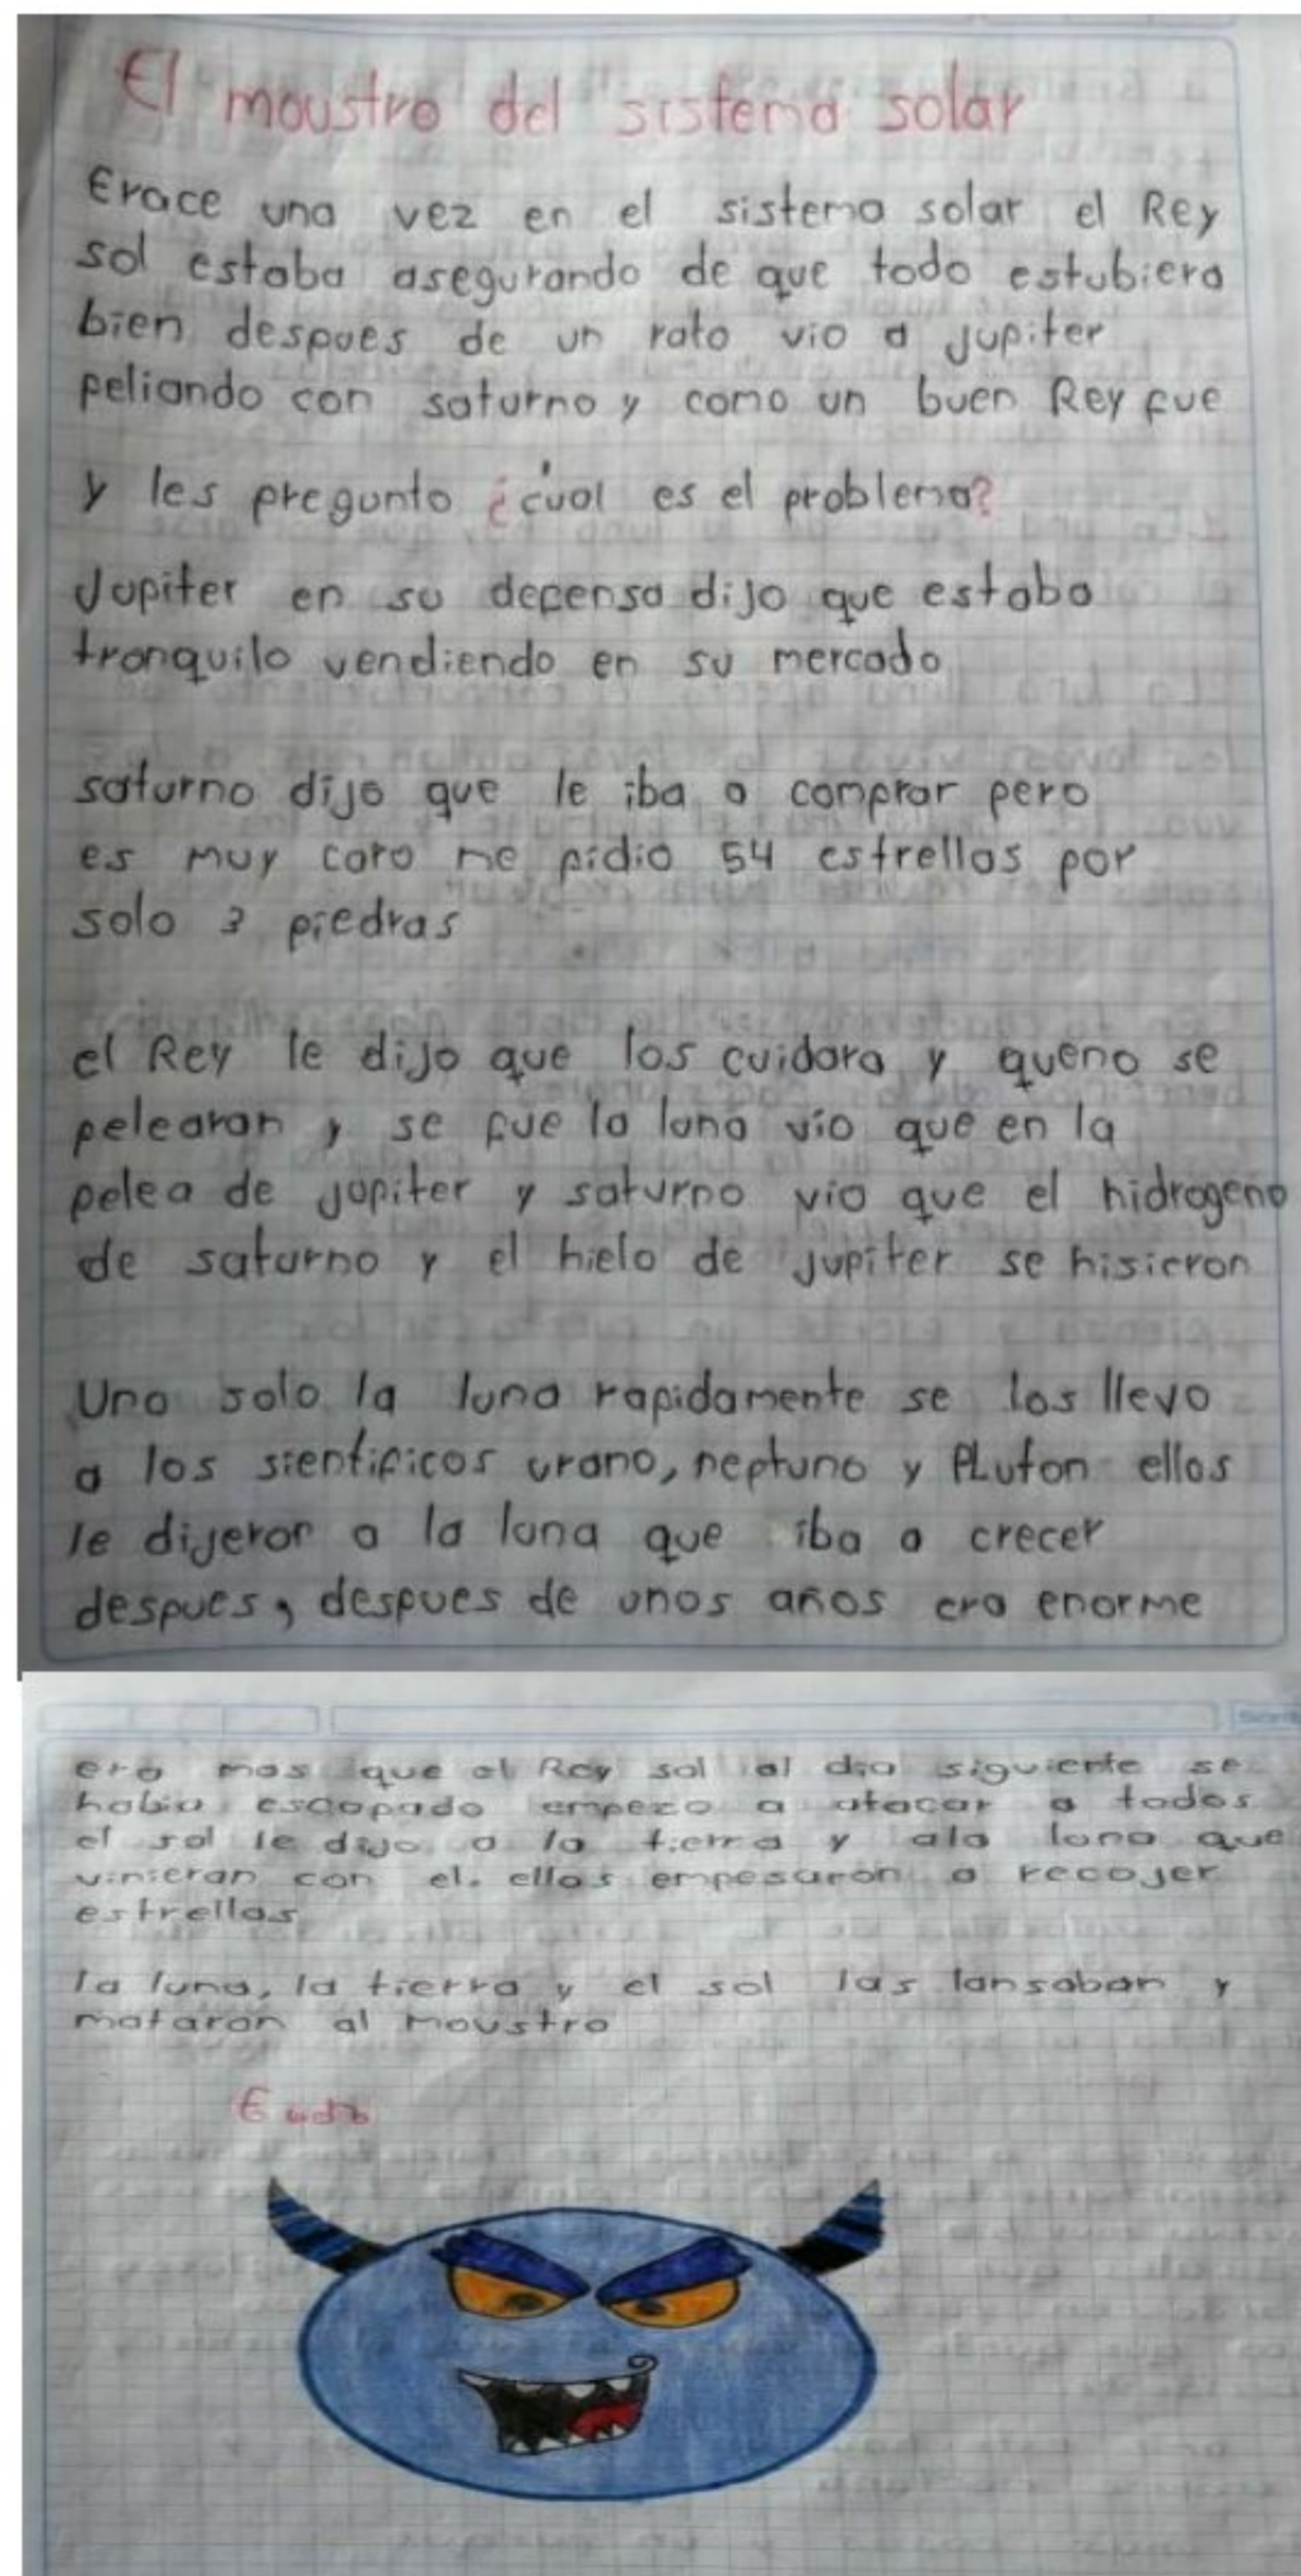 El moustro del sistema solar
Erace una vez en el sistema solar el Rey
sol estaba asegurando de que todo estubiera
bien despues de un rato vio a jupiter
peliando con saturno y como un buen Rey fue
y les pregunto ¿cual es el problema?
Jupiter en su defensa dijo que estaba
tranquilo vendiendo en su mercado
saturno dijo que le iba a comprar pero
es muy caro me pidio 54 estrellas por
solo 3 piedras
el Rey le dijo que los cuidara y queno se
pelearan y se fue la luna vio que en la
pelea de jupiter y saturno vio que el hidrogeno
de saturno y el hielo de jupiter se hisieron
Uno solo la luna rapidamente se los llevo
a los sientificos urano, neptuno y PLuton ellos
le dijeron a la luna que iba a crecer
despues, despues de unos años era enorme
era mas que el Rey sol al dia siguiente se
habia escapado empezo a atacar a todos
el sol le dijo a la tierra y ala luna que
vinieran con el. ellos empesaron a recojer
estrellas
la luna, la tierra y el sol las lansaban y
mataron al moustro